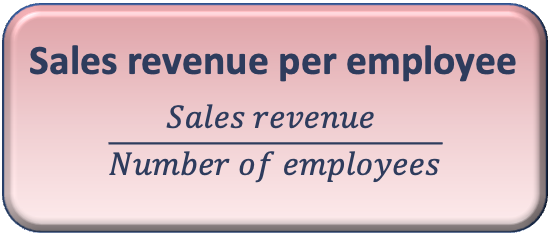 Sales revenue per employee
Sales revenue
Number of employees